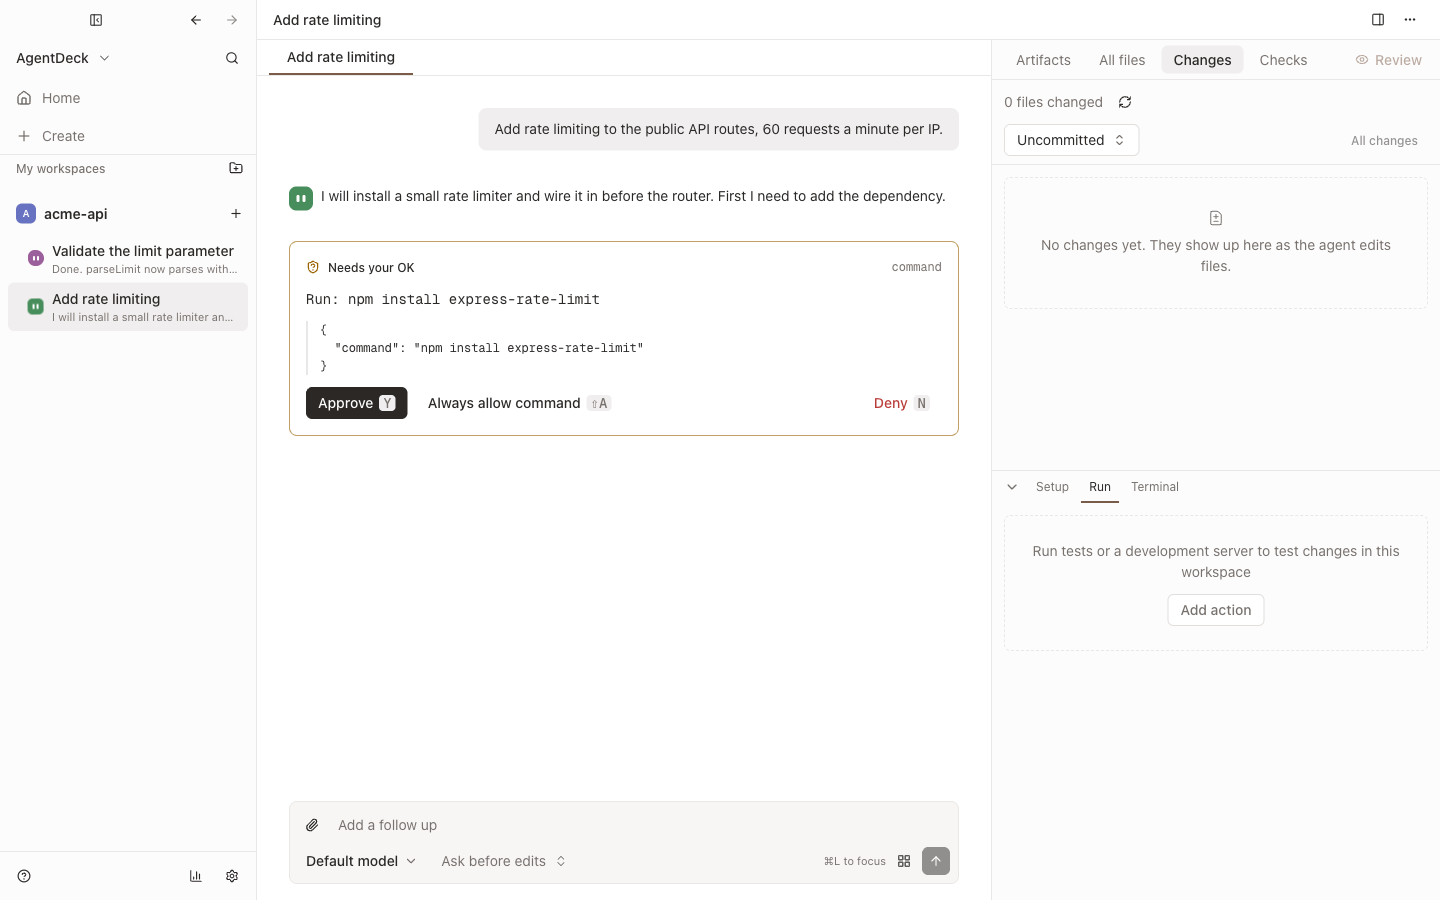 AgentDeck
Home
Create
My workspaces
A acme-api
Validate the limit parameter
Done. parseLimit now parses with...
Add rate limiting
I will install a small rate limiter an...
Add rate limiting
Add rate limiting
Add rate limiting to the public API routes, 60 requests a minute per IP.
I will install a small rate limiter and wire it in before the router. First I need to add the dependency.
Needs your OK
command
Run: npm install express-rate-limit
{
"command": "npm install express-rate-limit"
}
Approve Y
Always allow command ⇧A
Deny N
Add a follow up
Default model
Ask before edits
⌘L to focus
Artifacts
All files
Changes
Checks
Review
0 files changed
Uncommitted
All changes
No changes yet. They show up here as the agent edits
files.
Setup
Run
Terminal
Run tests or a development server to test changes in this
workspace
Add action